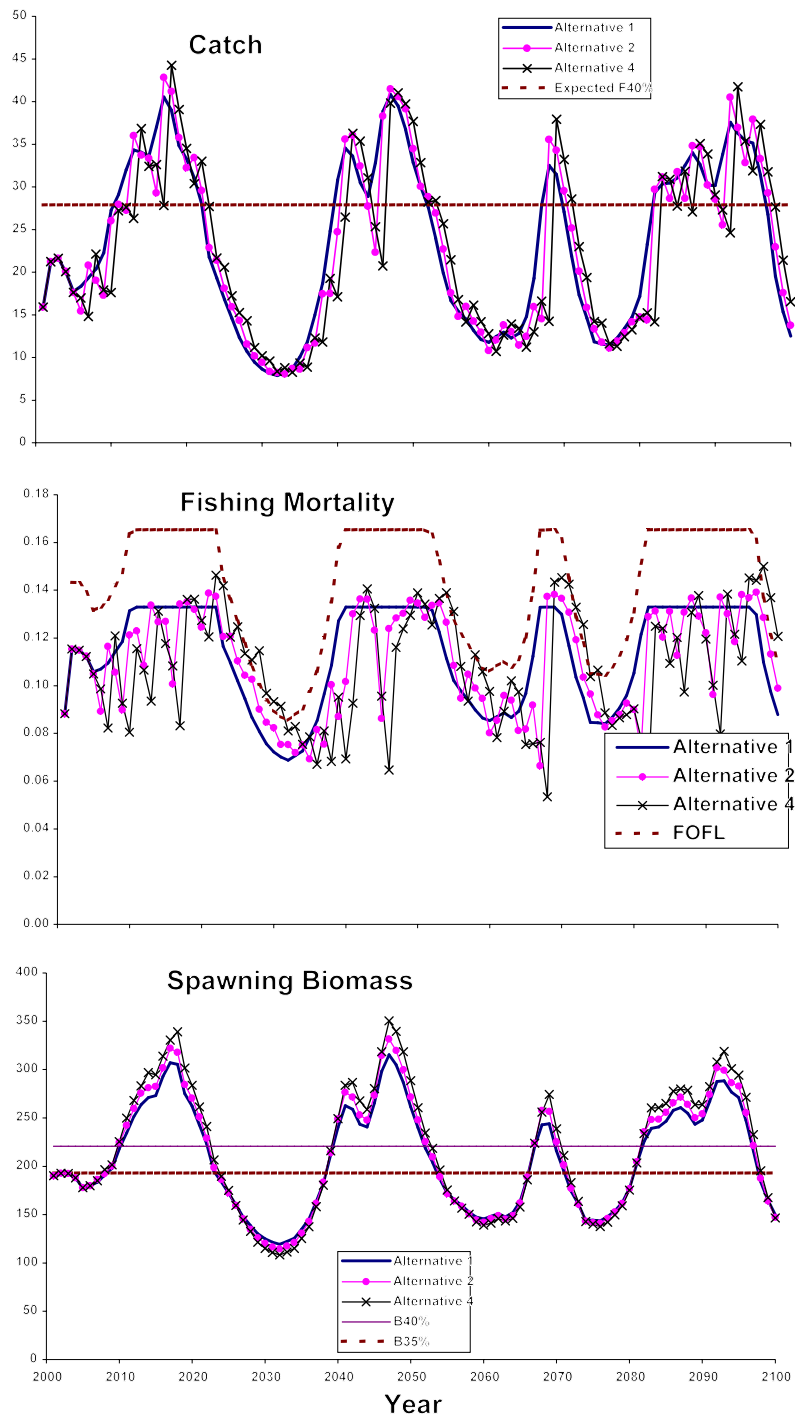 Catch
50
45
40
35
30
25
20
15
10
5
0
Alternative 1
Alternative 2
Alternative 4
Expected F40%
Fishing Mortality
0.18
0.16
0.14
0.12
0.10
0.08
0.06
0.04
0.02
0.00
Alternative 1
Alternative 2
Alternative 4
FOFL
Spawning Biomass
400
350
300
250
200
150
100
50
0
Alternative 1
Alternative 2
Alternative 4
B40%
B35%
2000 2010 2020 2030 2040 2050 2060 2070 2080 2090 2100
Year